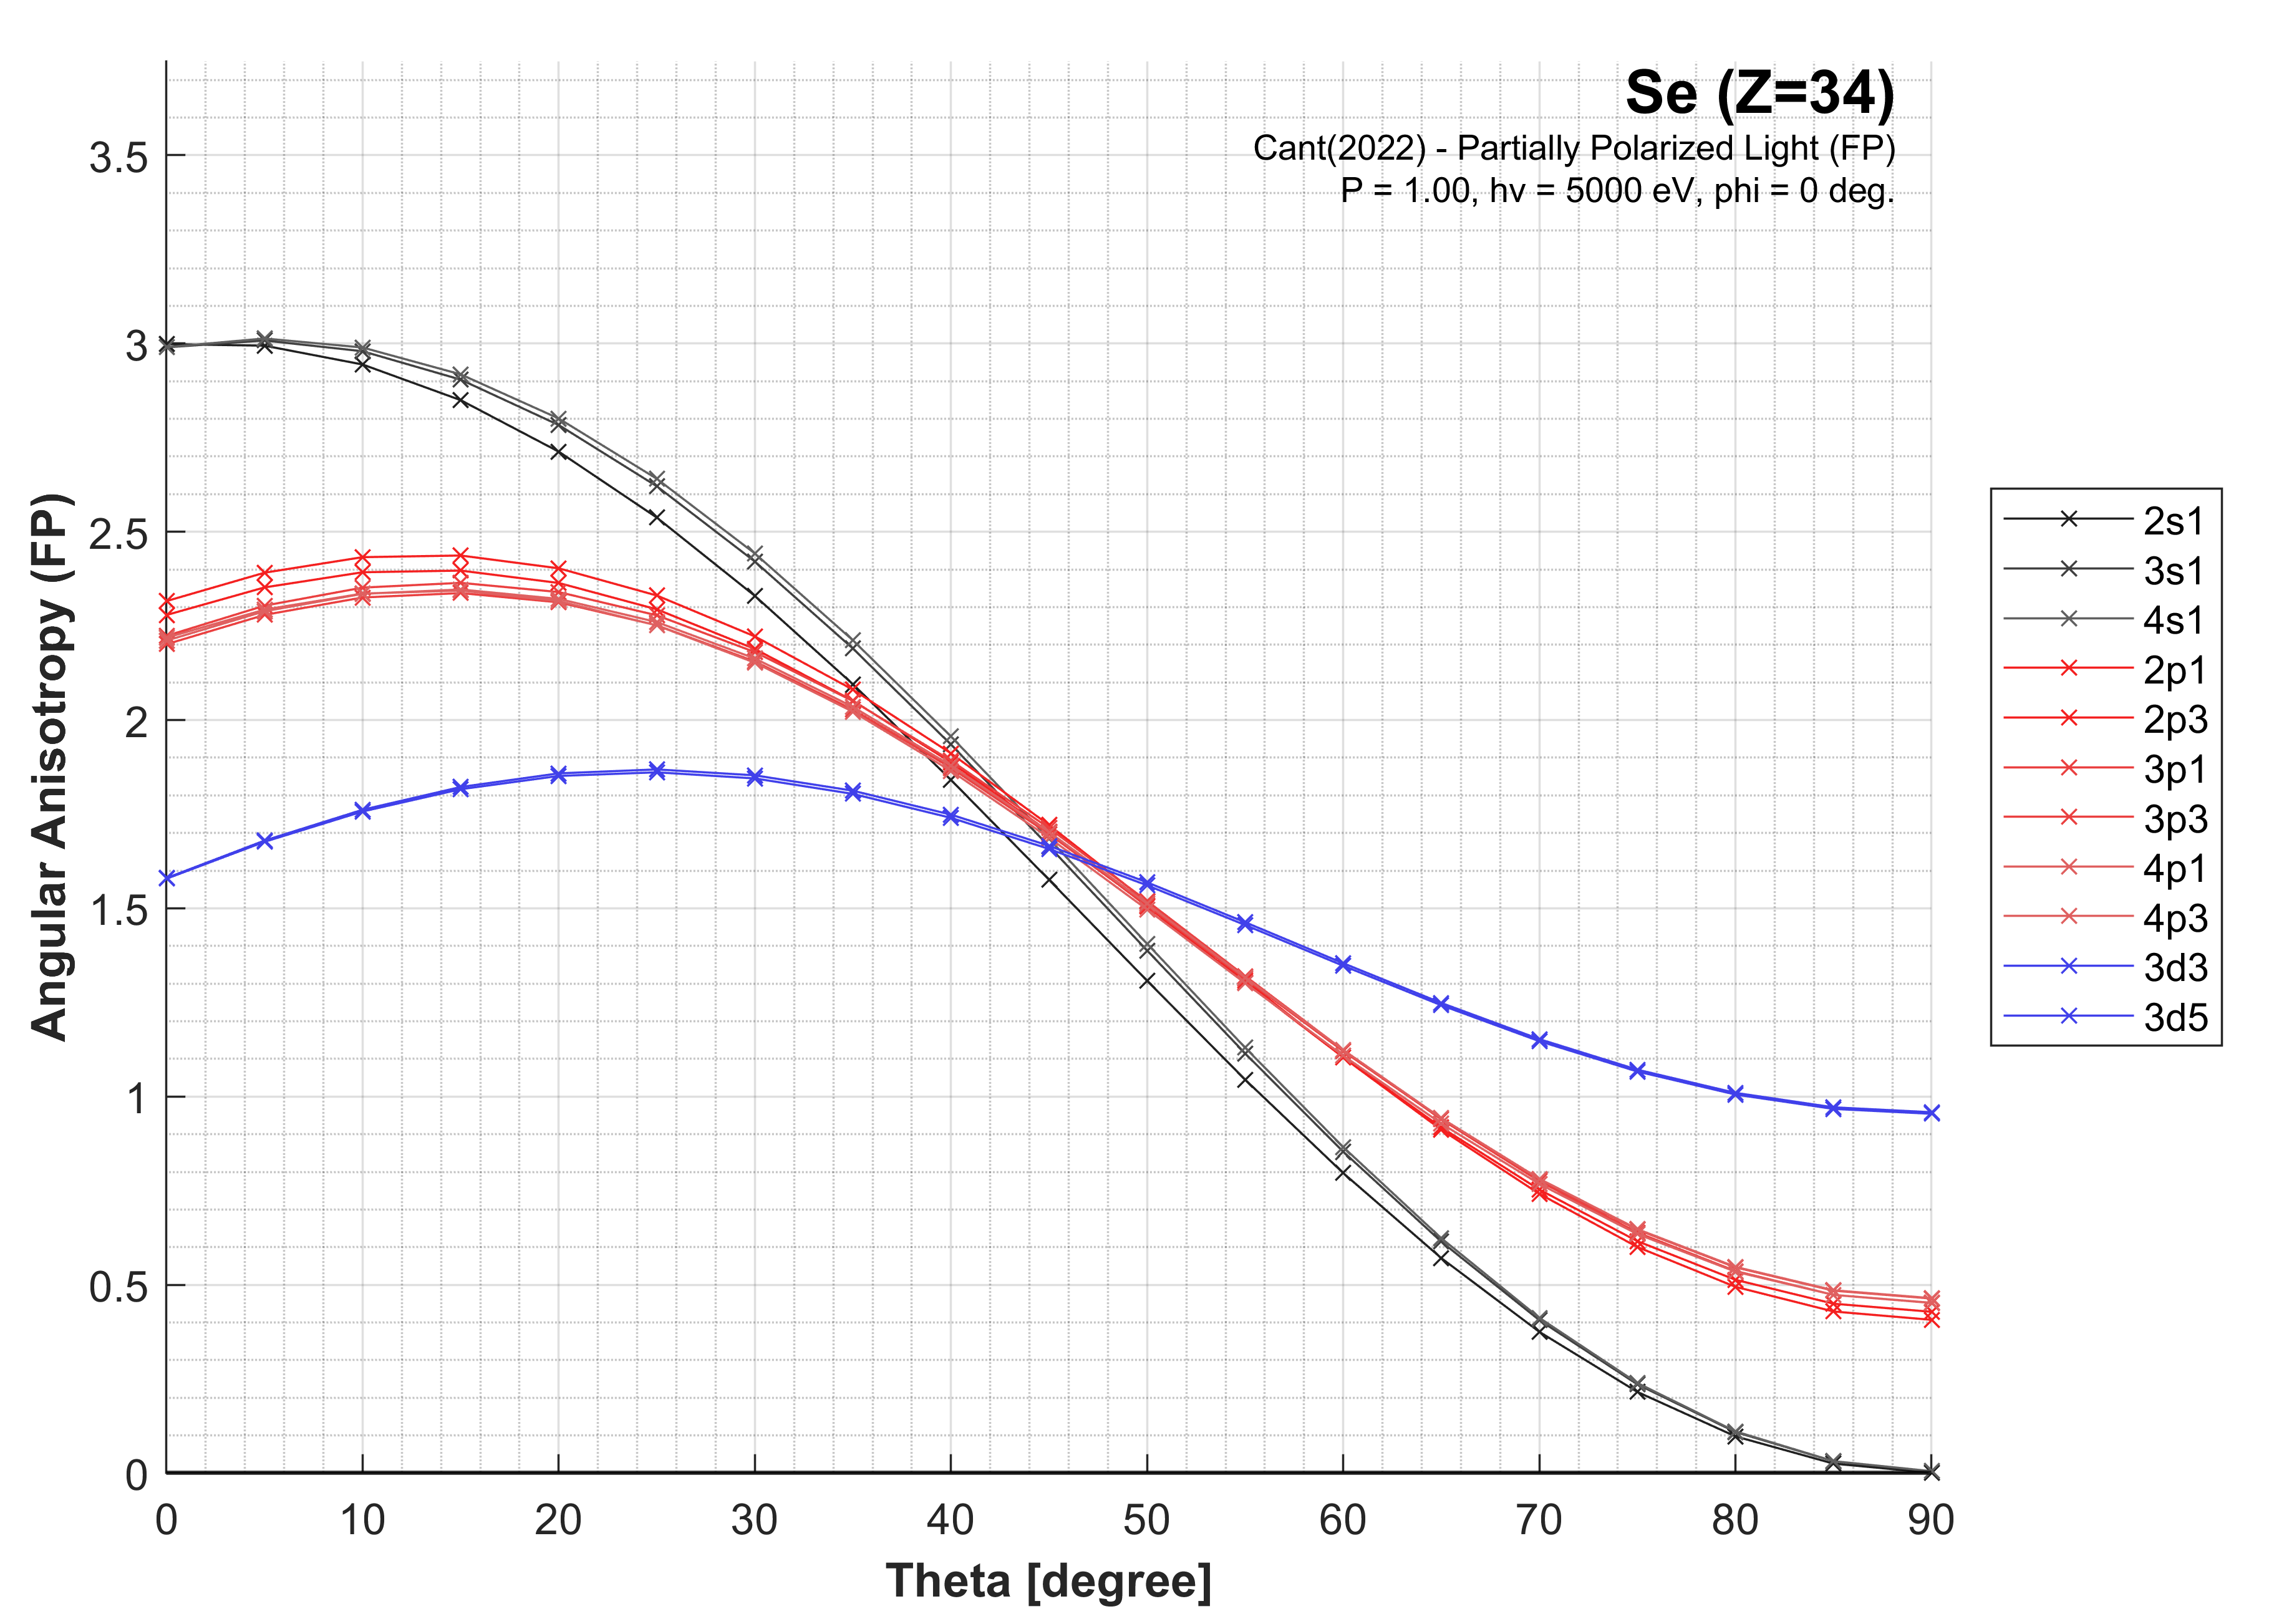 Se (Z=34)
Cant(2022) - Partially Polarized Light (FP)
P = 1.00, hv = 5000 eV, phi = 0 deg.
Angular Anisotropy (FP)
3.5
3
2.5
2
1.5
1
0.5
0
0 10 20 30 40 50 60 70 80 90
Theta [degree]
2s1
3s1
4s1
2p1
2p3
3p1
3p3
4p1
4p3
3d3
3d5